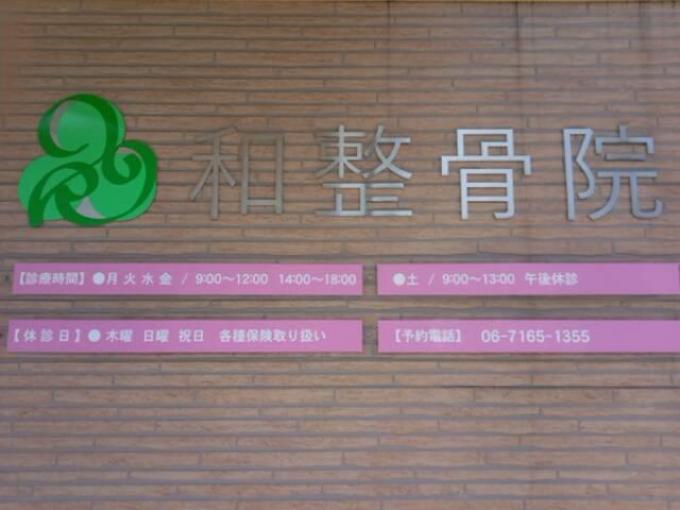 和整骨院
【診療時間】●月 火 水 金 / 9:00〜12:00 14:00〜18:00
●土 / 9:00〜13:00 午後休診
【休診日】● 木曜 日曜 祝日 各種保険取り扱い
【予約電話】 06-7165-1355